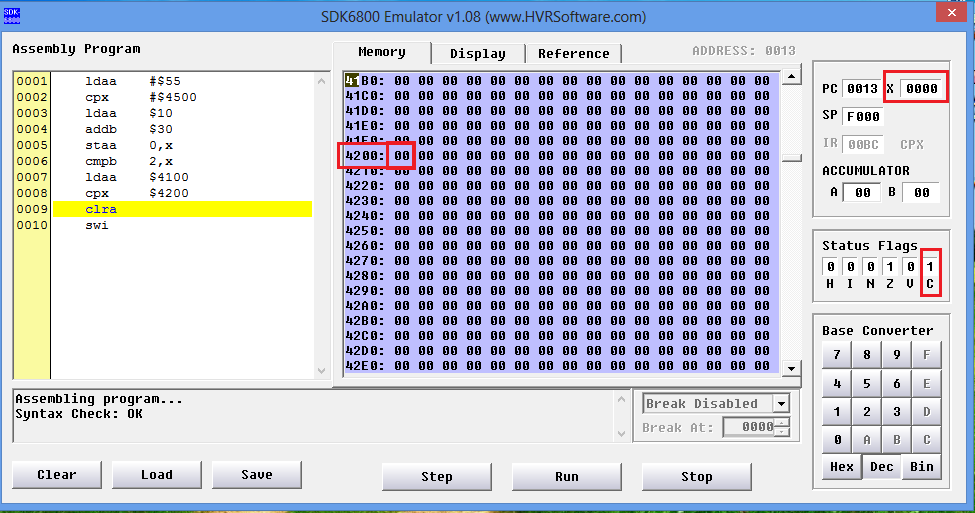 SDK6800 Emulator v1.08 (www.HVRSoftware.com)
Assembly Program
Memory Display Reference ADDRESS: 0013
0001 ldaa #$55
0002 cpx #$4500
0003 ldaa $10
0004 addb $30
0005 staa 0,x
0006 cmpb 2,x
0007 ldaa $4100
0008 cpx $4200
0009 clra
0010 swi
41B0: 00 00 00 00 00 00 00 00 00 00 00 00 00 00 00 00
41C0: 00 00 00 00 00 00 00 00 00 00 00 00 00 00 00 00
41D0: 00 00 00 00 00 00 00 00 00 00 00 00 00 00 00 00
41E0: 00 00 00 00 00 00 00 00 00 00 00 00 00 00 00 00
41F0: 00 00 00 00 00 00 00 00 00 00 00 00 00 00 00 00
4200: 00 00 00 00 00 00 00 00 00 00 00 00 00 00 00 00
4210: 00 00 00 00 00 00 00 00 00 00 00 00 00 00 00 00
4220: 00 00 00 00 00 00 00 00 00 00 00 00 00 00 00 00
4230: 00 00 00 00 00 00 00 00 00 00 00 00 00 00 00 00
4240: 00 00 00 00 00 00 00 00 00 00 00 00 00 00 00 00
4250: 00 00 00 00 00 00 00 00 00 00 00 00 00 00 00 00
4260: 00 00 00 00 00 00 00 00 00 00 00 00 00 00 00 00
4270: 00 00 00 00 00 00 00 00 00 00 00 00 00 00 00 00
4280: 00 00 00 00 00 00 00 00 00 00 00 00 00 00 00 00
4290: 00 00 00 00 00 00 00 00 00 00 00 00 00 00 00 00
42A0: 00 00 00 00 00 00 00 00 00 00 00 00 00 00 00 00
42B0: 00 00 00 00 00 00 00 00 00 00 00 00 00 00 00 00
42C0: 00 00 00 00 00 00 00 00 00 00 00 00 00 00 00 00
42D0: 00 00 00 00 00 00 00 00 00 00 00 00 00 00 00 00
42E0: 00 00 00 00 00 00 00 00 00 00 00 00 00 00 00 00
PC 0013 X 0000
SP F000
IR 00BC CPX
ACCUMULATOR
A 00 B 00
Status Flags
0 0 0 1 0 1
H I N Z V C
Base Converter
7 8 9 F
4 5 6 E
1 2 3 D
0 A B C
Hex Dec Bin
Assembling program...
Syntax Check: OK
Break Disabled
Break At: 0000
Clear Load Save Step Run Stop